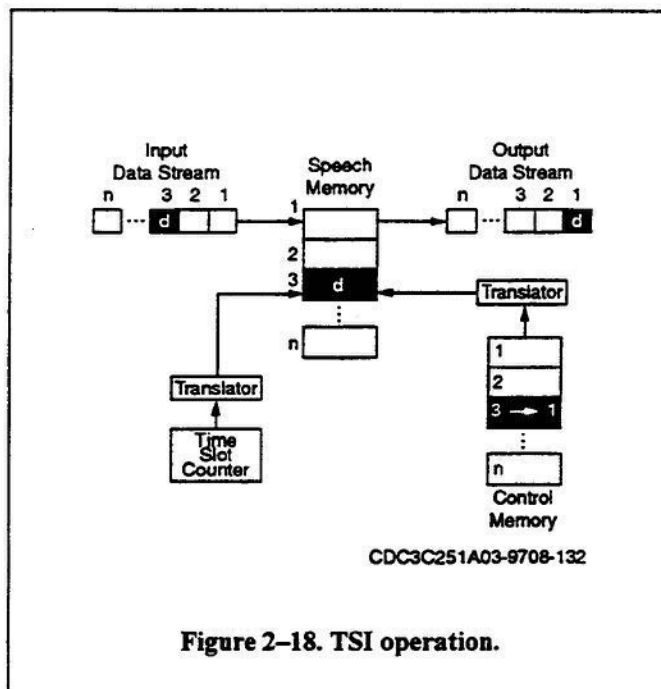 Input
Data Stream
n 3 2 1
d
Speech
Memory
1
2
3 d
n
Output
Data Stream
n 3 2 1
d
Translator
Time
Slot
Counter
Translator
1
2
3 → 1
n
Control
Memory
CDC3C251A03-9708-132
Figure 2–18. TSI operation.